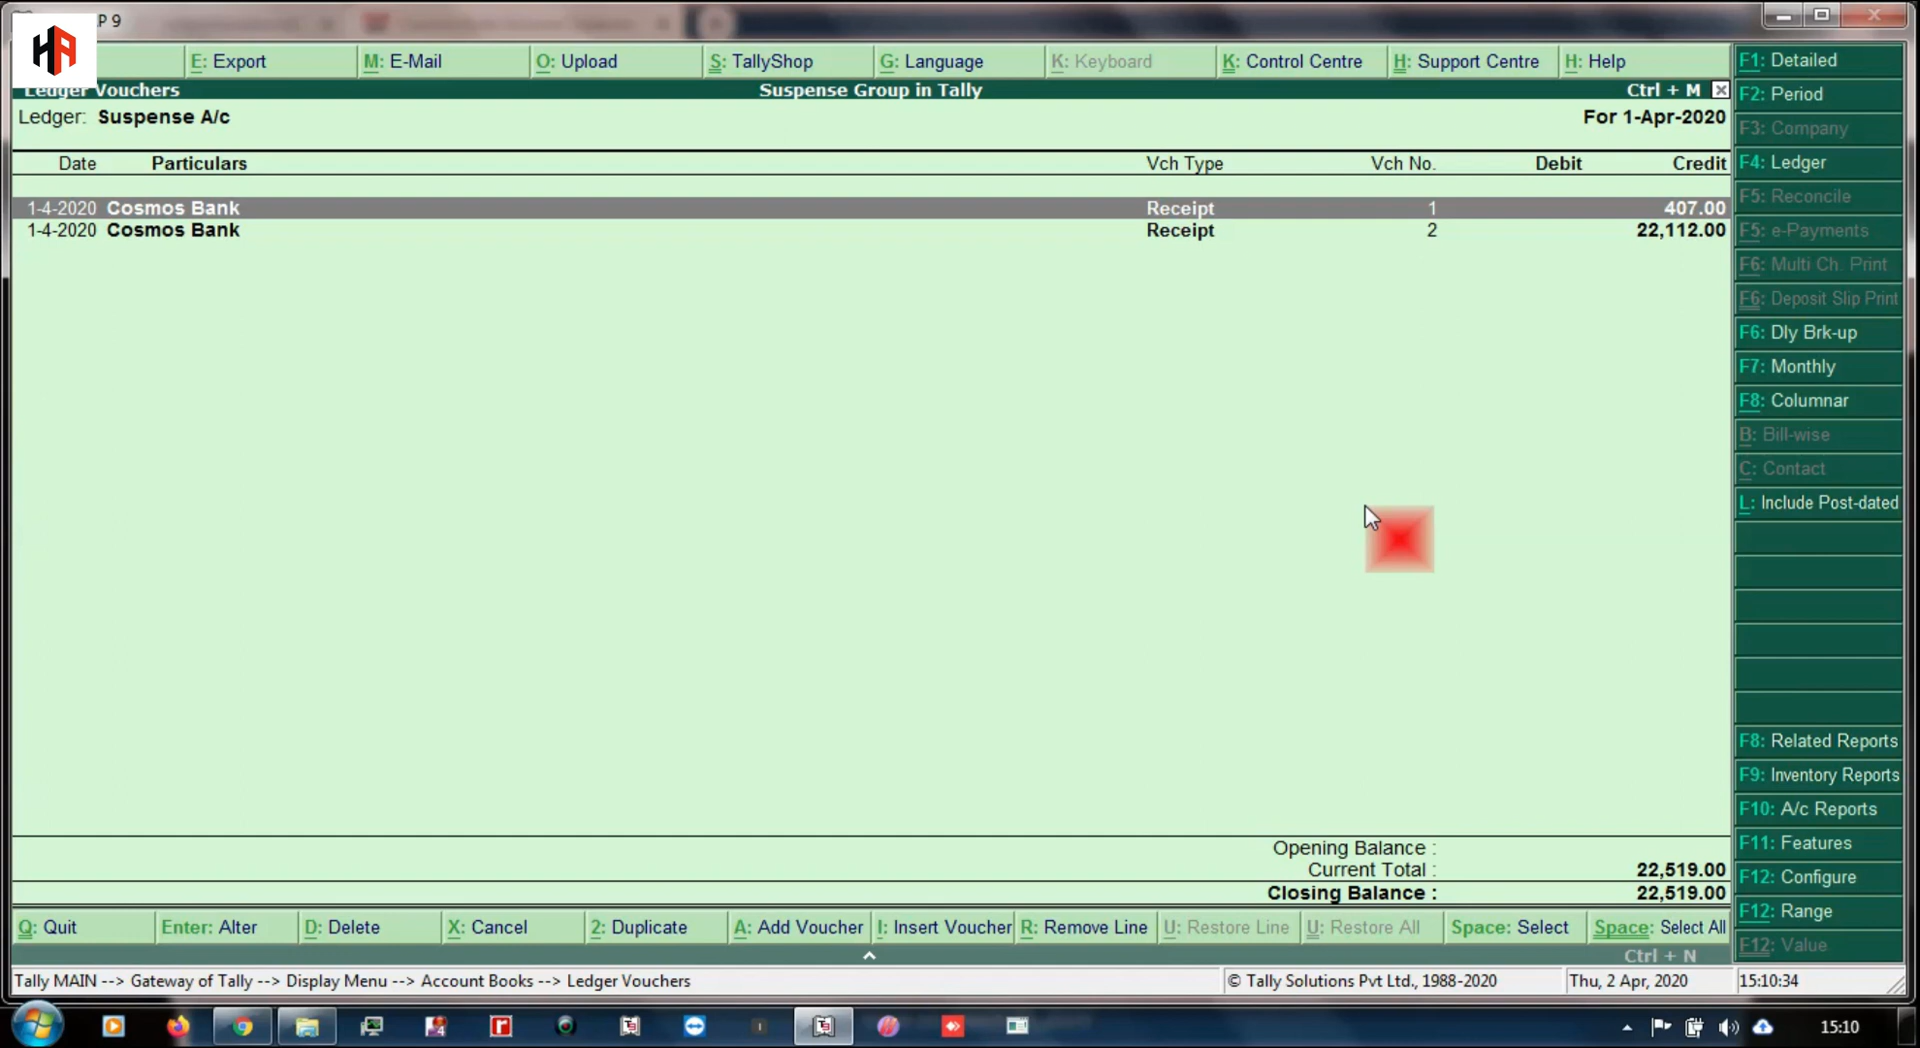 P 9
E: Export M: E-Mail O: Upload S: TallyShop G: Language K: Keyboard K: Control Centre H: Support Centre H: Help
Ledger Vouchers Suspense Group in Tally Ctrl + M
Ledger: Suspense A/c For 1-Apr-2020
Date Particulars Vch Type Vch No. Debit Credit
1-4-2020 Cosmos Bank Receipt 1 407.00
1-4-2020 Cosmos Bank Receipt 2 22,112.00
Opening Balance :
Current Total : 22,519.00
Closing Balance : 22,519.00
Q: Quit Enter: Alter D: Delete X: Cancel 2: Duplicate A: Add Voucher I: Insert Voucher R: Remove Line U: Restore Line U: Restore All Space: Select Space: Select All
Ctrl + N
Tally MAIN --> Gateway of Tally --> Display Menu --> Account Books --> Ledger Vouchers © Tally Solutions Pvt Ltd., 1988-2020 Thu, 2 Apr, 2020 15:10:34
F1: Detailed
F2: Period
F3: Company
F4: Ledger
F5: Reconcile
F5: e-Payments
F6: Multi Ch. Print
F6: Deposit Slip Print
F6: Dly Brk-up
F7: Monthly
F8: Columnar
B: Bill-wise
C: Contact
L: Include Post-dated
F8: Related Reports
F9: Inventory Reports
F10: A/c Reports
F11: Features
F12: Configure
F12: Range
F12: Value
15:10